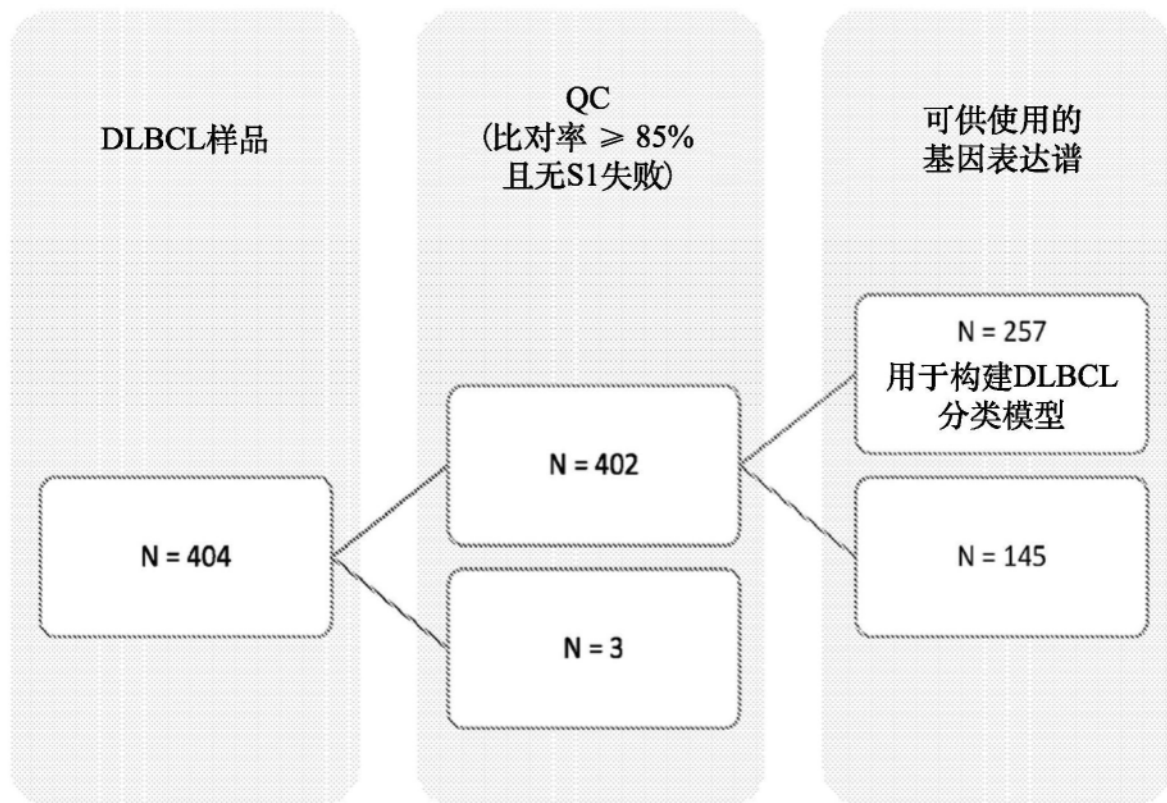 DLBCL样品
QC
(比对率 ≥ 85%
且无S1失败)
可供使用的
基因表达谱
N = 404
N = 402
N = 3
N = 257
用于构建DLBCL
分类模型
N = 145